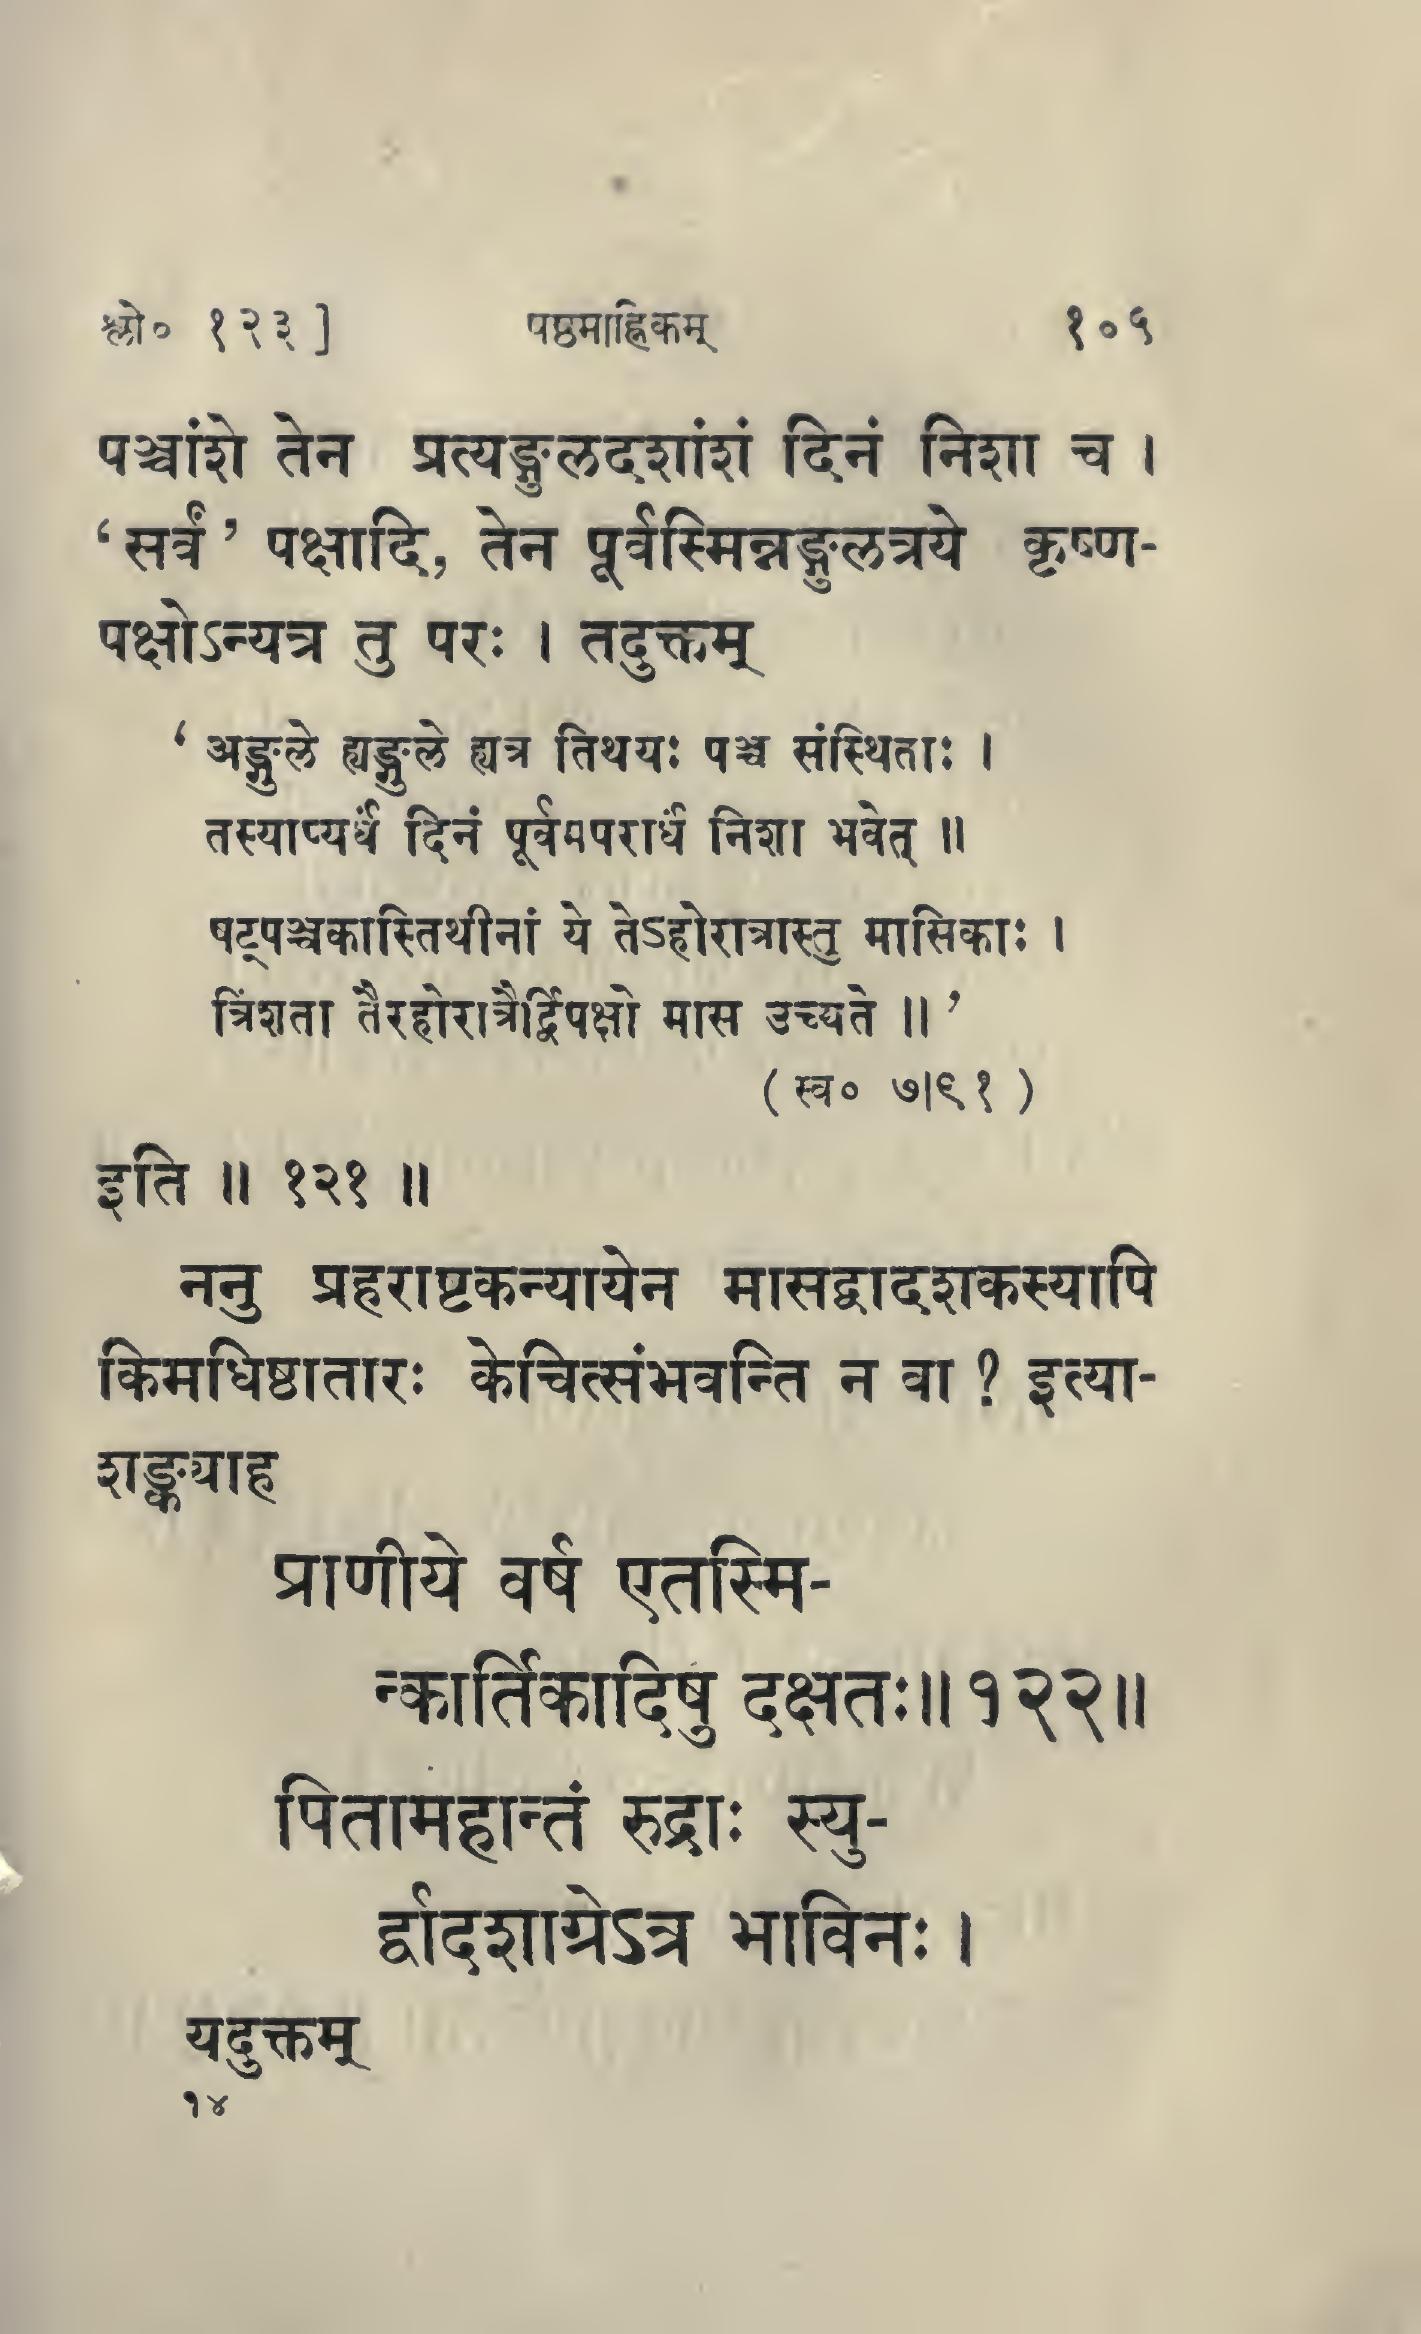 श्लो० १२३]	षष्ठमाह्निकम्	१०५
पञ्चांशे तेन प्रत्यङ्गुलदशांशं दिनं निशा च ।
‘सर्वं’ पक्षादि, तेन पूर्वस्मिन्नङ्गुलत्रये कृष्ण-
पक्षोऽन्यत्र तु परः । तदुक्तम्
‘अङ्गुले ह्यङ्गुले ह्यत्र तिथयः पञ्च संस्थिताः ।
तस्याप्यर्धं दिनं पूर्वमपरार्धं निशा भवेत् ॥
षट्पञ्चकास्तिथीनां ये तेऽहोरात्रास्तु मासिकाः ।
त्रिंशता तैरहोरात्रैर्द्विपक्षो मास उच्यते ॥’
(स्व० ७।९१)
इति ॥ १२१ ॥
ननु प्रहराष्टकन्यायेन मासद्वादशकस्यापि
किमधिष्ठातारः केचित्संभवन्ति न वा ? इत्या-
शङ्क्याह
प्राणीये वर्ष एतस्मि-
न्कार्तिकादिषु दक्षतः॥१२२॥
पितामहान्तं रुद्राः स्यु-
र्द्वादशाग्रेऽत्र भाविनः ।
यदुक्तम्
१४